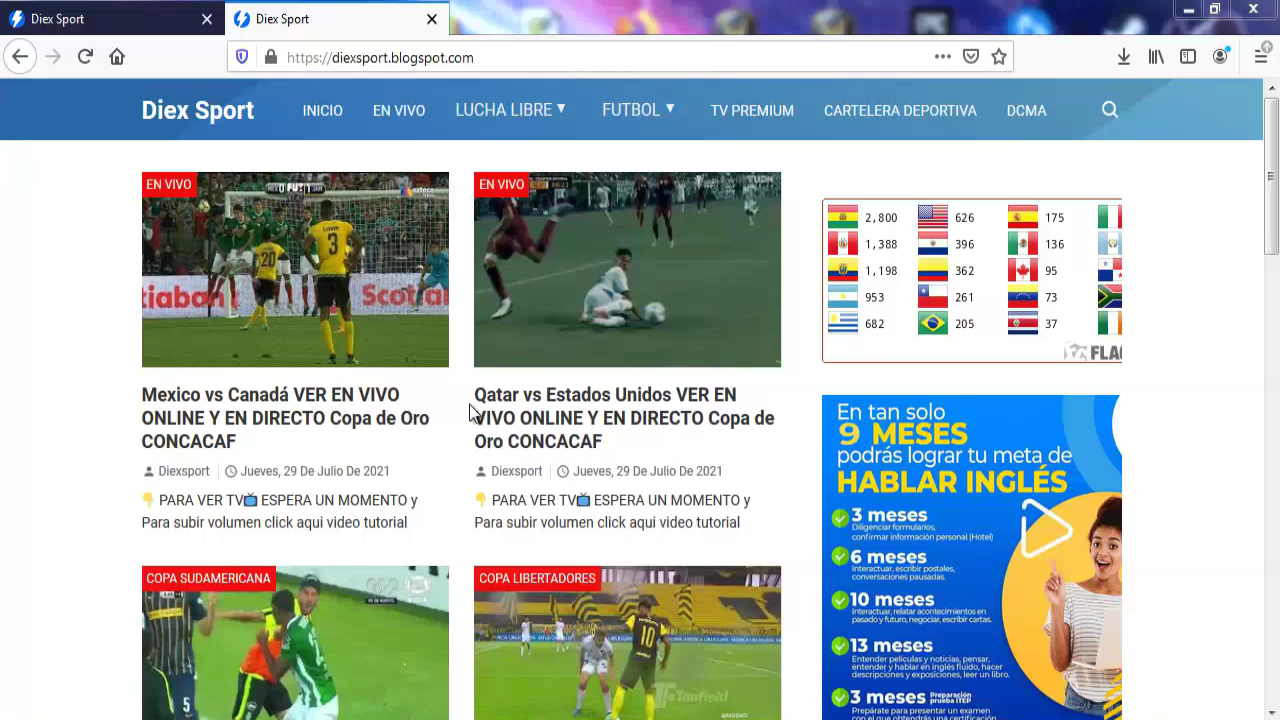 Diex Sport
Diex Sport
https://diexsport.blogspot.com
Diex Sport INICIO EN VIVO LUCHA LIBRE FUTBOL TV PREMIUM CARTELERA DEPORTIVA DCMA
EN VIVO
Mexico vs Canadá VER EN VIVO
ONLINE Y EN DIRECTO Copa de Oro
CONCACAF
Diexsport Jueves, 29 De Julio De 2021
👇 PARA VER TV📺 ESPERA UN MOMENTO y
Para subir volumen click aqui video tutorial
EN VIVO
Qatar vs Estados Unidos VER EN
VIVO ONLINE Y EN DIRECTO Copa de
Oro CONCACAF
Diexsport Jueves, 29 De Julio De 2021
👇 PARA VER TV📺 ESPERA UN MOMENTO y
Para subir volumen click aqui video tutorial
COPA SUDAMERICANA
COPA LIBERTADORES
10
Tanfield
2,800 626 175
1,388 396 136
1,198 362 95
953 261 73
682 205 37
FLAG
En tan solo
9 MESES
podrás lograr tu meta de
HABLAR INGLÉS
3 meses
Diligenciar formularios,
confirmar información personal (Hotel)
6 meses
Interactuar, escribir postales,
conversaciones pausadas.
10 meses
Interactuar, relatar acontecimientos en
pasado y futuro, negociar, escribir cartas.
13 meses
Entender películas y noticias, pensar,
entender y hablar en inglés fluido, hacer
descripciones y exposiciones, leer un libro.
3 meses Preparación
prueba iTEP
Prepárate para presentar un examen
con el que obtendrás una certificación